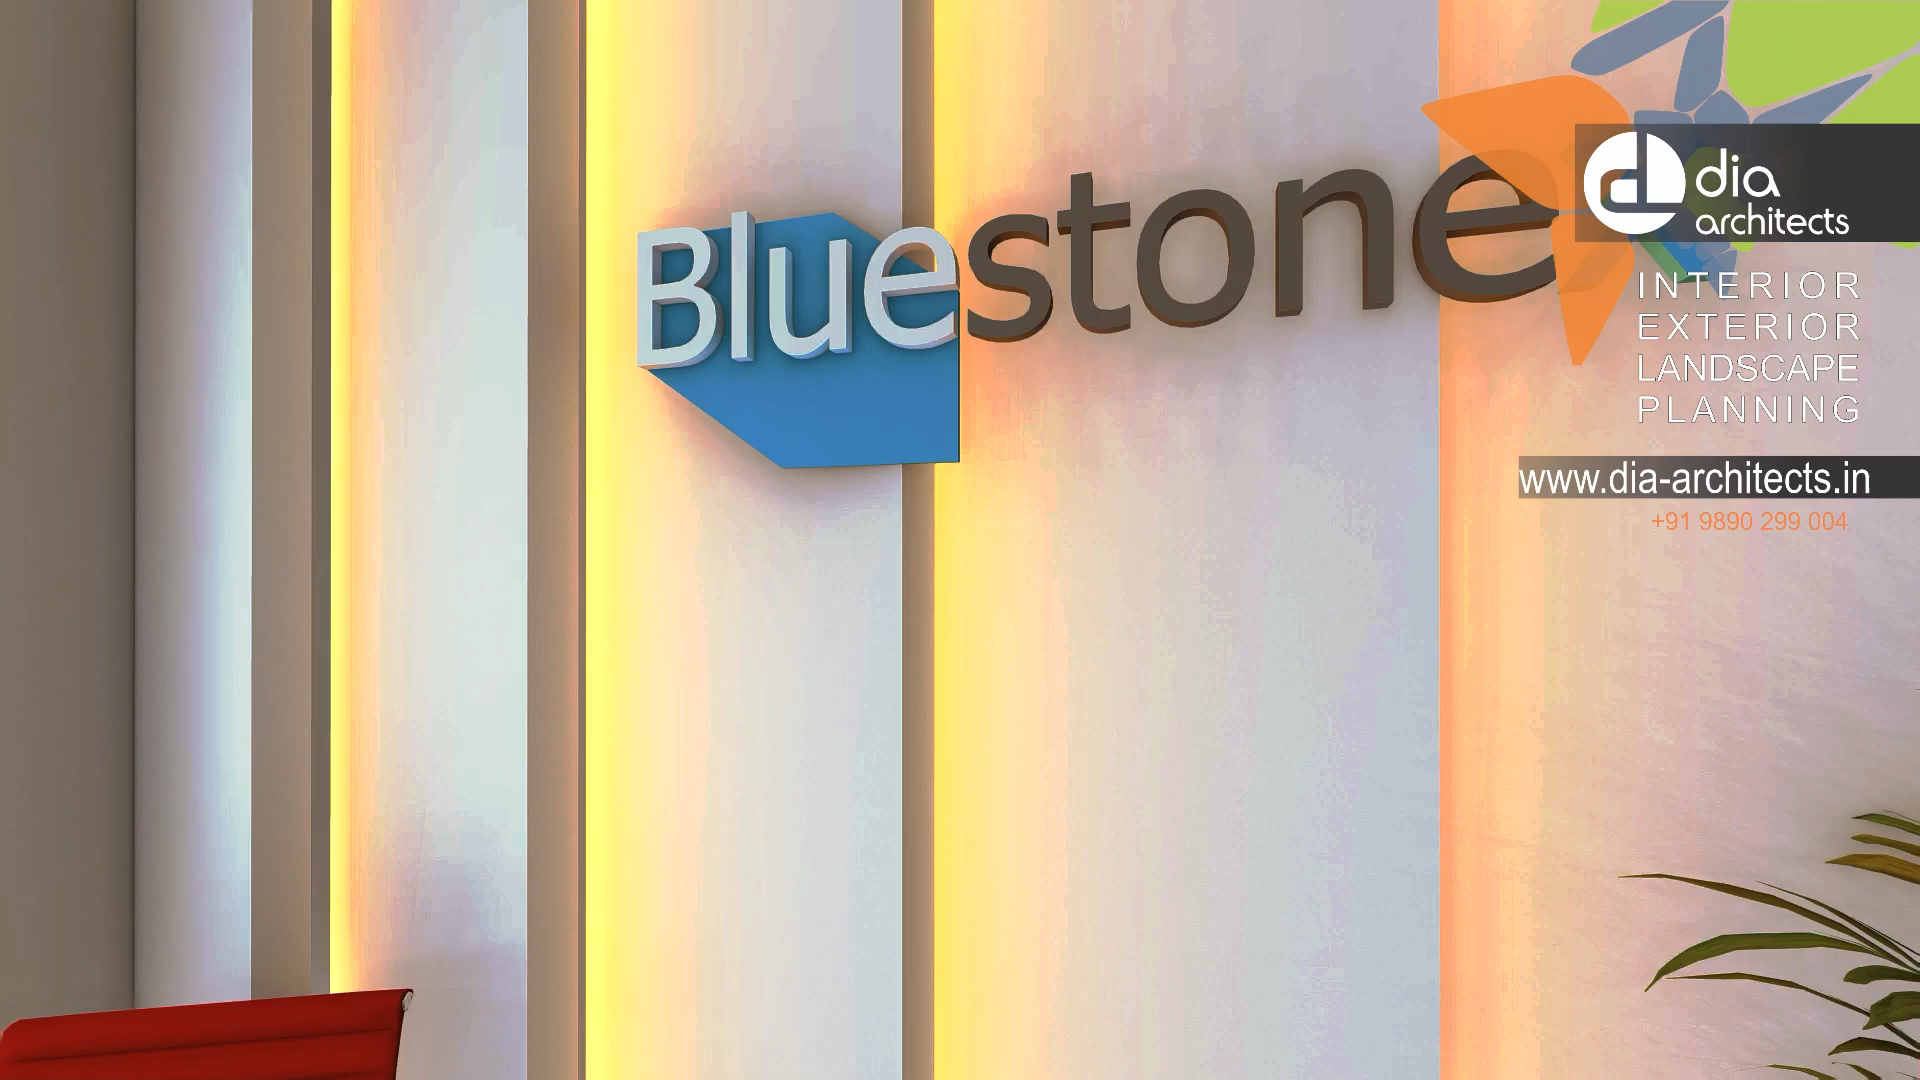 Bluestone
dia
architects
INTERIOR
EXTERIOR
LANDSCAPE
PLANNING
www.dia-architects.in
+91 9890 299 004